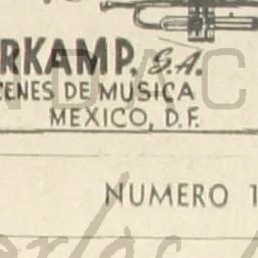 RKAMP. S.A.
CENES DE MUSICA
MEXICO, D.F.
NUMERO 1